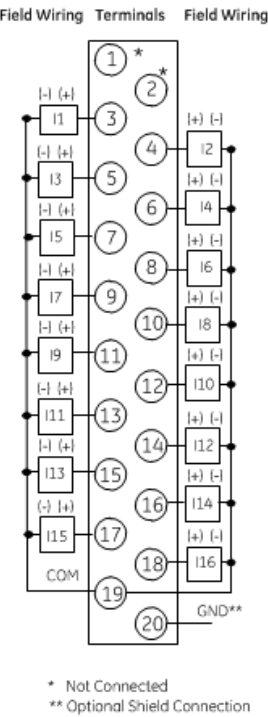 Field Wiring Terminals Field Wiring
1 *
*
2
(-) (+)
I1 3
(+) (-)
4 I2
(-) (+)
I3 5
(+) (-)
6 I4
(-) (+)
I5 7
(+) (-)
8 I6
(-) (+)
I7 9
(+) (-)
10 I8
(-) (+)
I9 11
(+) (-)
12 I10
(-) (+)
I11 13
(+) (-)
14 I12
(-) (+)
I13 15
(+) (-)
16 I14
(-) (+)
I15 17
(+) (-)
18 I16
COM
19
GND**
20
* Not Connected
** Optional Shield Connection